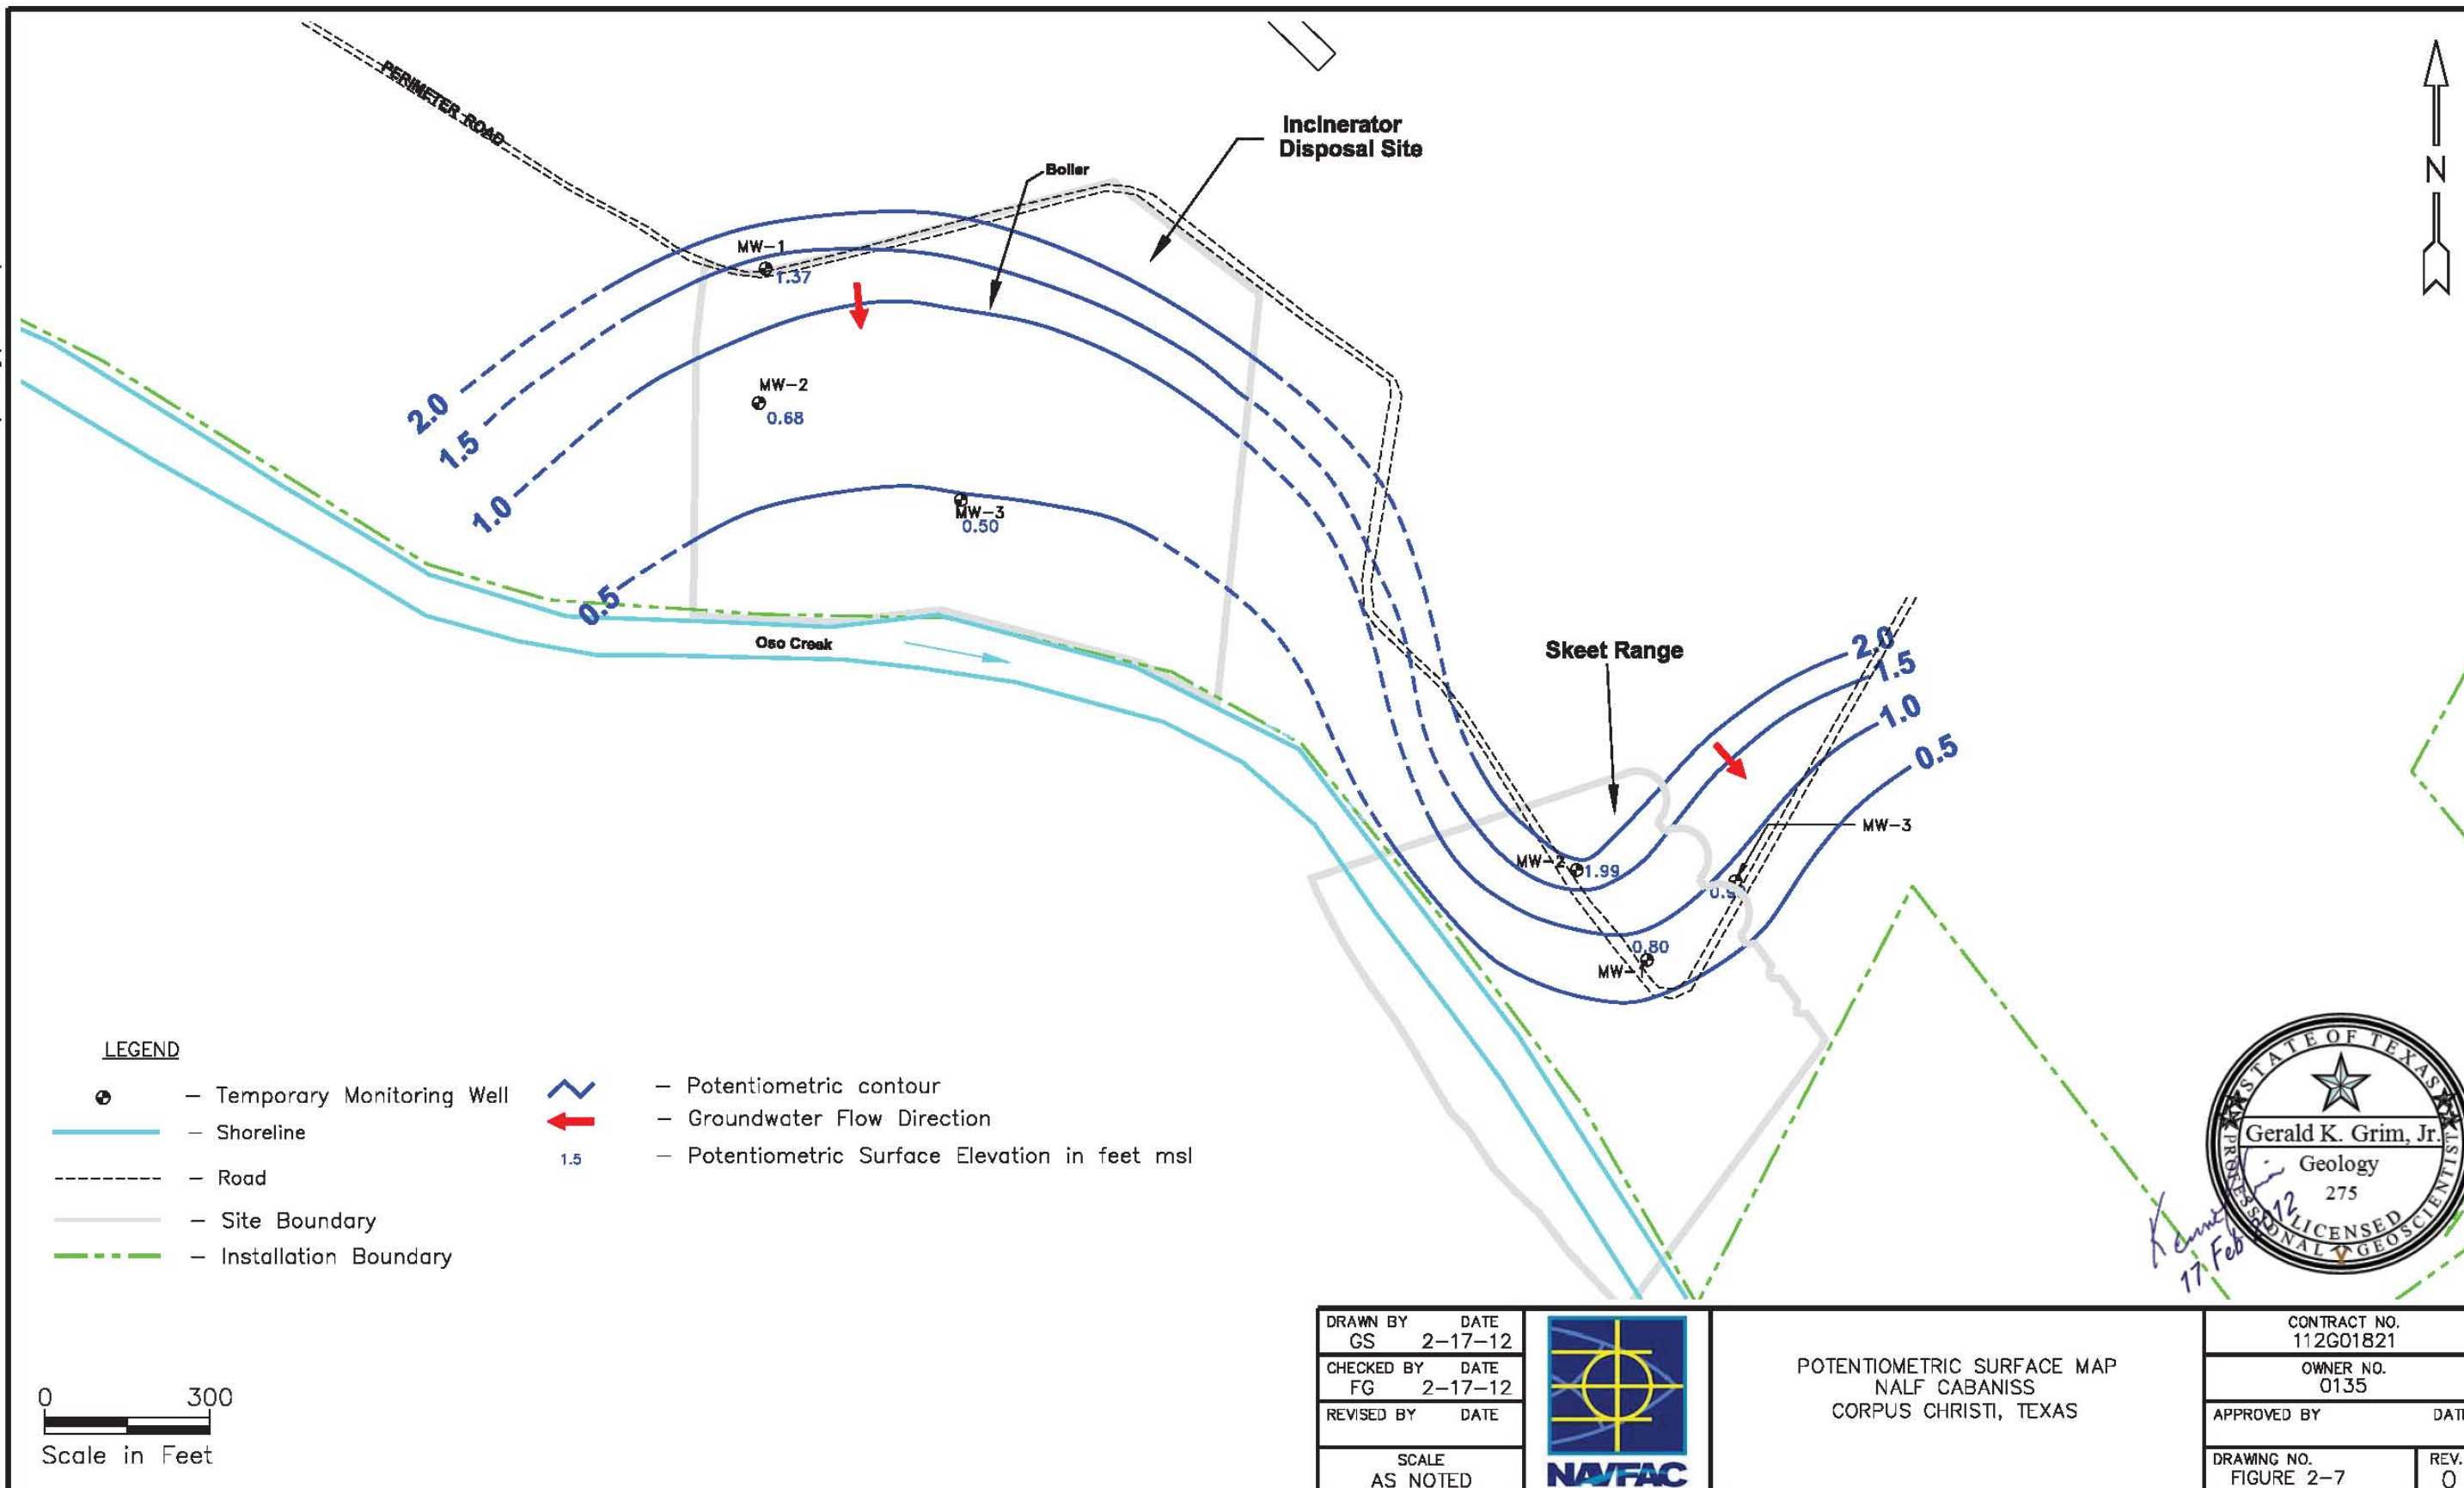 PERIMETER ROAD
Incinerator
Disposal Site
Boiler
N
MW-1
1.37
MW-2
0.68
MW-3
0.50
2.0
1.5
1.0
0.5
Oso Creek
Skeet Range
2.0
1.5
1.0
0.5
MW-3
MW-2
1.99
0.80
MW-1
LEGEND
- Temporary Monitoring Well
- Shoreline
- Road
- Site Boundary
- Installation Boundary
- Potentiometric contour
- Groundwater Flow Direction
1.5 - Potentiometric Surface Elevation in feet msl
0 300
Scale in Feet
STATE OF TEXAS
Gerald K. Grim, Jr.
Geology
275
LICENSED
PROFESSIONAL GEOSCIENTIST
17 Feb 2012
DRAWN BY DATE
GS 2-17-12
CHECKED BY DATE
FG 2-17-12
REVISED BY DATE
SCALE
AS NOTED
NAVFAC
POTENTIOMETRIC SURFACE MAP
NALF CABANISS
CORPUS CHRISTI, TEXAS
CONTRACT NO.
112G01821
OWNER NO.
0135
APPROVED BY
DRAWING NO.
FIGURE 2-7
REV.
0